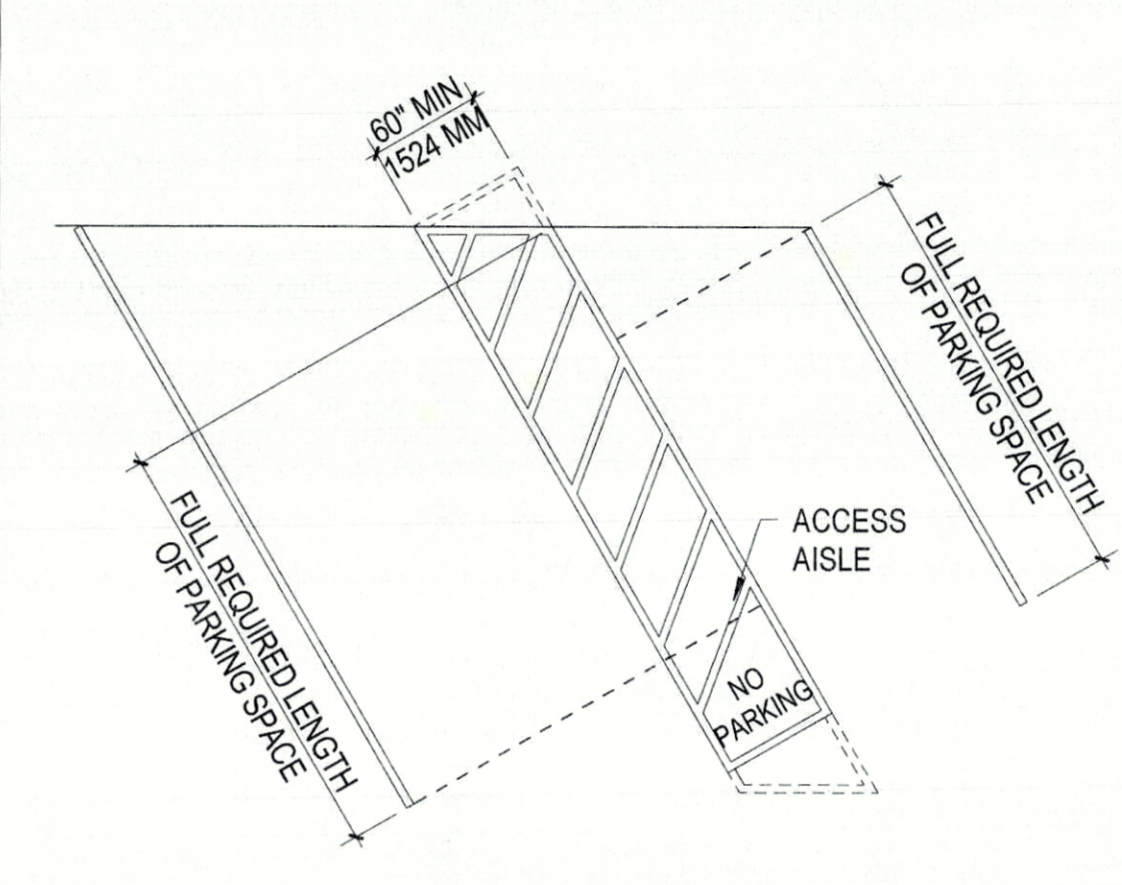 60" MIN
1524 MM
FULL REQUIRED LENGTH
OF PARKING SPACE
ACCESS
AISLE
FULL REQUIRED LENGTH
OF PARKING SPACE
NO
PARKING